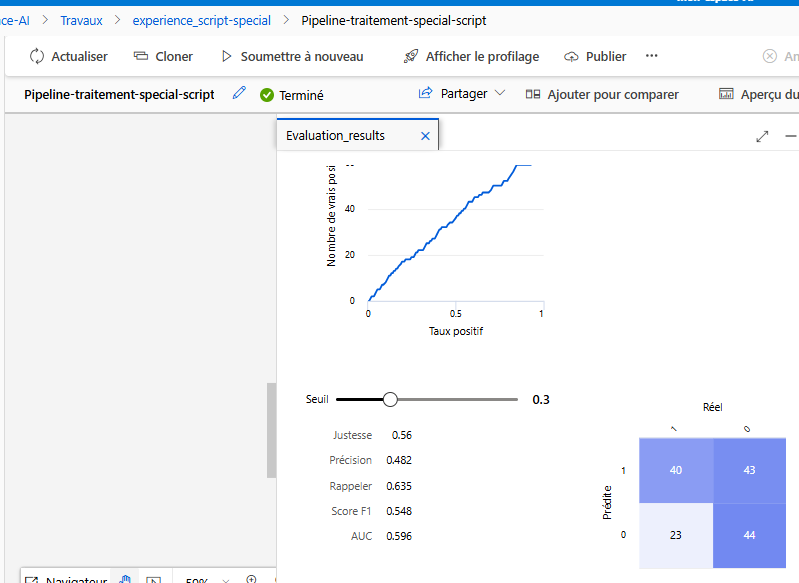 ce-AI > Travaux > experience_script-special > Pipeline-traitement-special-script
Actualiser Cloner Soumettre à nouveau Afficher le profilage Publier ··· An
Pipeline-traitement-special-script Terminé Partager Ajouter pour comparer Aperçu du
Evaluation_results
Nombre de vrais posi
40
20
0
0 0.5 1
Taux positif
Seuil 0.3
Justesse 0.56
Précision 0.482
Rappeler 0.635
Score F1 0.548
AUC 0.596
Réel
1 0
Prédite
1 40 43
0 23 44
Navigateur 50%